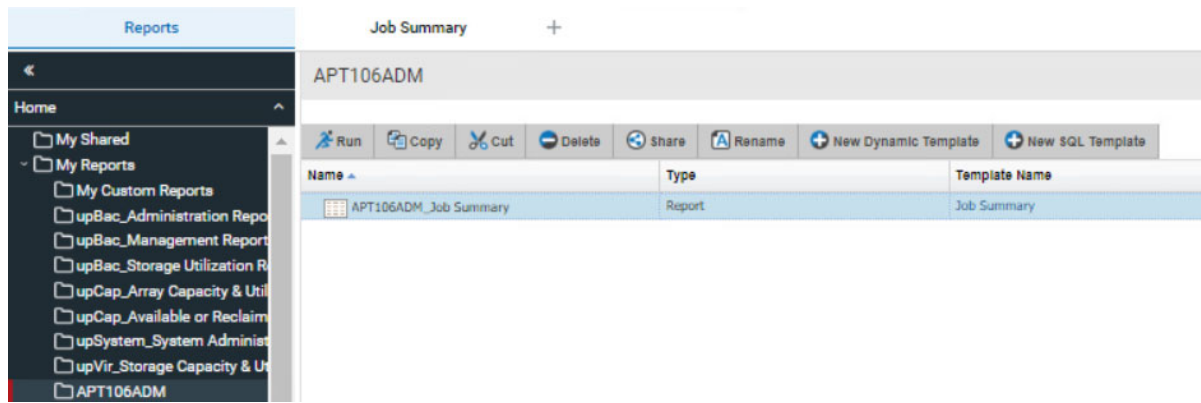 Reports Job Summary +
«
APT106ADM
Home
My Shared
My Reports
My Custom Reports
upBac_Administration Repo
upBac_Management Report
upBac_Storage Utilization R
upCap_Array Capacity & Util
upCap_Available or Reclaim
upSystem_System Administ
upVir_Storage Capacity & Ut
APT106ADM
Run Copy Cut Delete Share Rename New Dynamic Template New SQL Template
Name Type Template Name
APT106ADM_Job Summary Report Job Summary